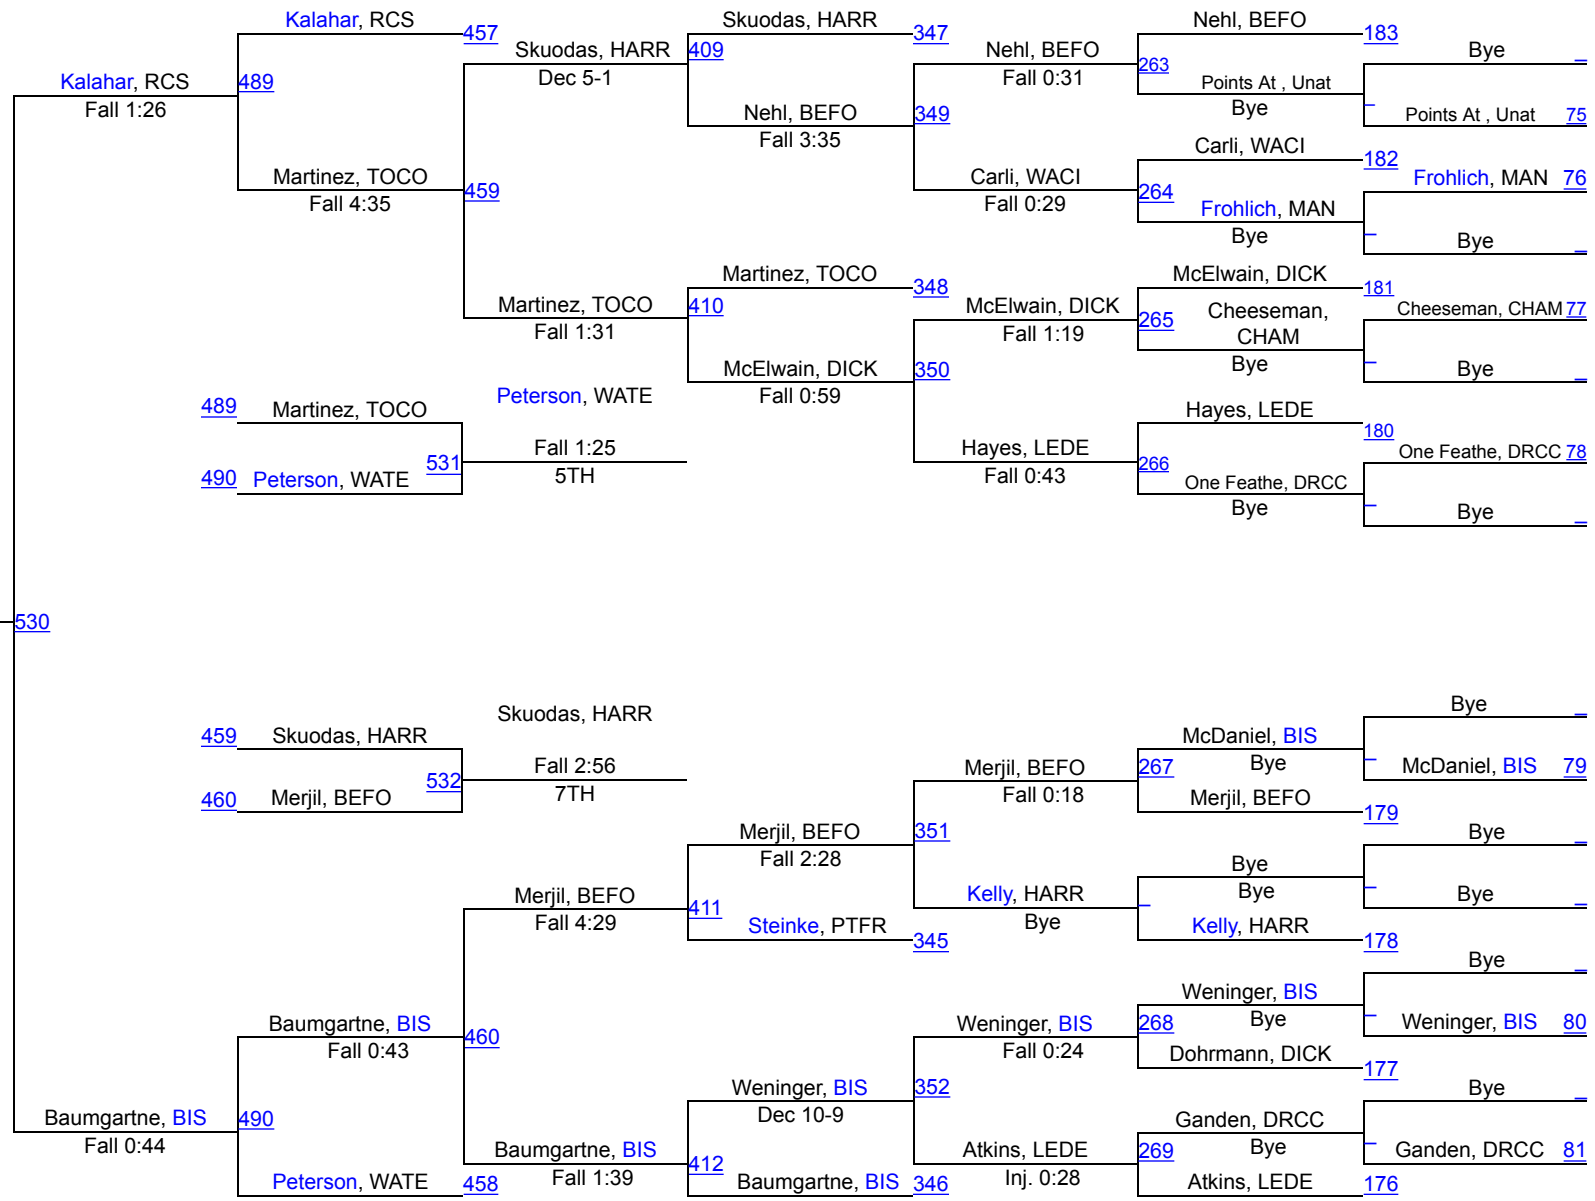 Kalahar, RCS
457
Skuodas, HARR
347
Nehl, BEFO
183
Skuodas, HARR
Dec 5-1
409
Nehl, BEFO
Fall 0:31
263
Bye
–
Kalahar, RCS
Fall 1:26
489
Points At , Unat
Bye
–
Points At , Unat 75
Nehl, BEFO
Fall 3:35
349
Carli, WACI
182
Martinez, TOCO
Fall 4:35
459
Carli, WACI
Fall 0:29
264
Frohlich, MAN 76
Frohlich, MAN
Bye
–
Bye
–
Martinez, TOCO
348
McElwain, DICK
181
Martinez, TOCO
Fall 1:31
410
McElwain, DICK
Fall 1:19
265
Cheeseman,
CHAM
Bye
Cheeseman, CHAM 77
–
Bye
–
McElwain, DICK
Fall 0:59
350
489
Martinez, TOCO
Peterson, WATE
Fall 1:25
5TH
531
490
Peterson, WATE
Hayes, LEDE
180
Hayes, LEDE
Fall 0:43
266
One Feathe, DRCC 78
One Feathe, DRCC
Bye
–
Bye
–
530
Skuodas, HARR
459
Skuodas, HARR
Fall 2:56
7TH
532
460
Merjil, BEFO
Bye
–
McDaniel, BIS
Bye
–
McDaniel, BIS 79
Merjil, BEFO
Fall 0:18
267
Merjil, BEFO
179
Merjil, BEFO
Fall 2:28
351
Bye
–
Bye
Bye
–
Bye
–
Merjil, BEFO
Fall 4:29
411
Kelly, HARR
Bye
–
Kelly, HARR
178
Steinke, PTFR
345
Bye
–
Weninger, BIS
Bye
–
Weninger, BIS 80
Baumgartne, BIS
Fall 0:43
460
Weninger, BIS
Fall 0:24
268
Dohrmann, DICK
177
Weninger, BIS
Dec 10-9
352
Bye
–
Baumgartne, BIS
Fall 0:44
490
Ganden, DRCC
Bye
–
Ganden, DRCC 81
Baumgartne, BIS
Fall 1:39
412
Atkins, LEDE
Inj. 0:28
269
Peterson, WATE
458
Baumgartne, BIS 346
Atkins, LEDE
176